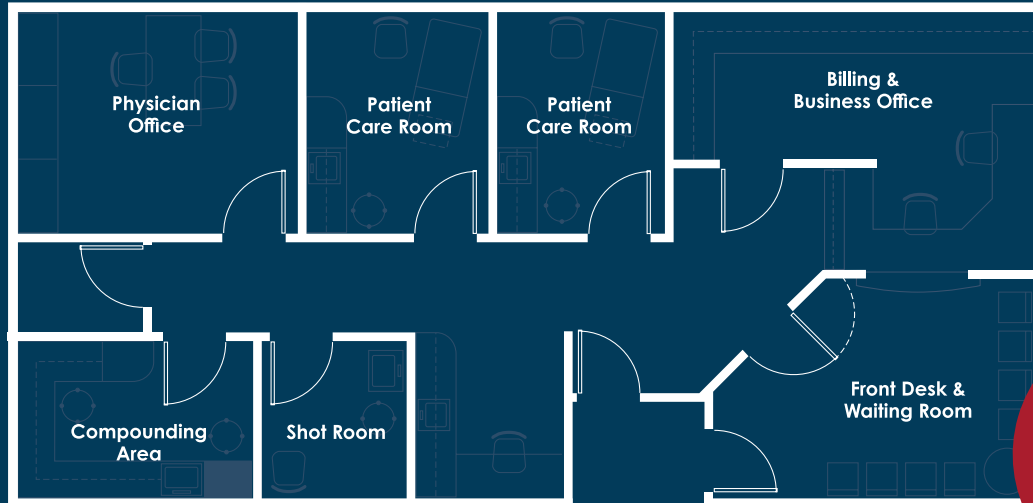 Physician
Office
Patient
Care Room
Patient
Care Room
Billing &
Business Office
Compounding
Area
Shot Room
Front Desk &
Waiting Room